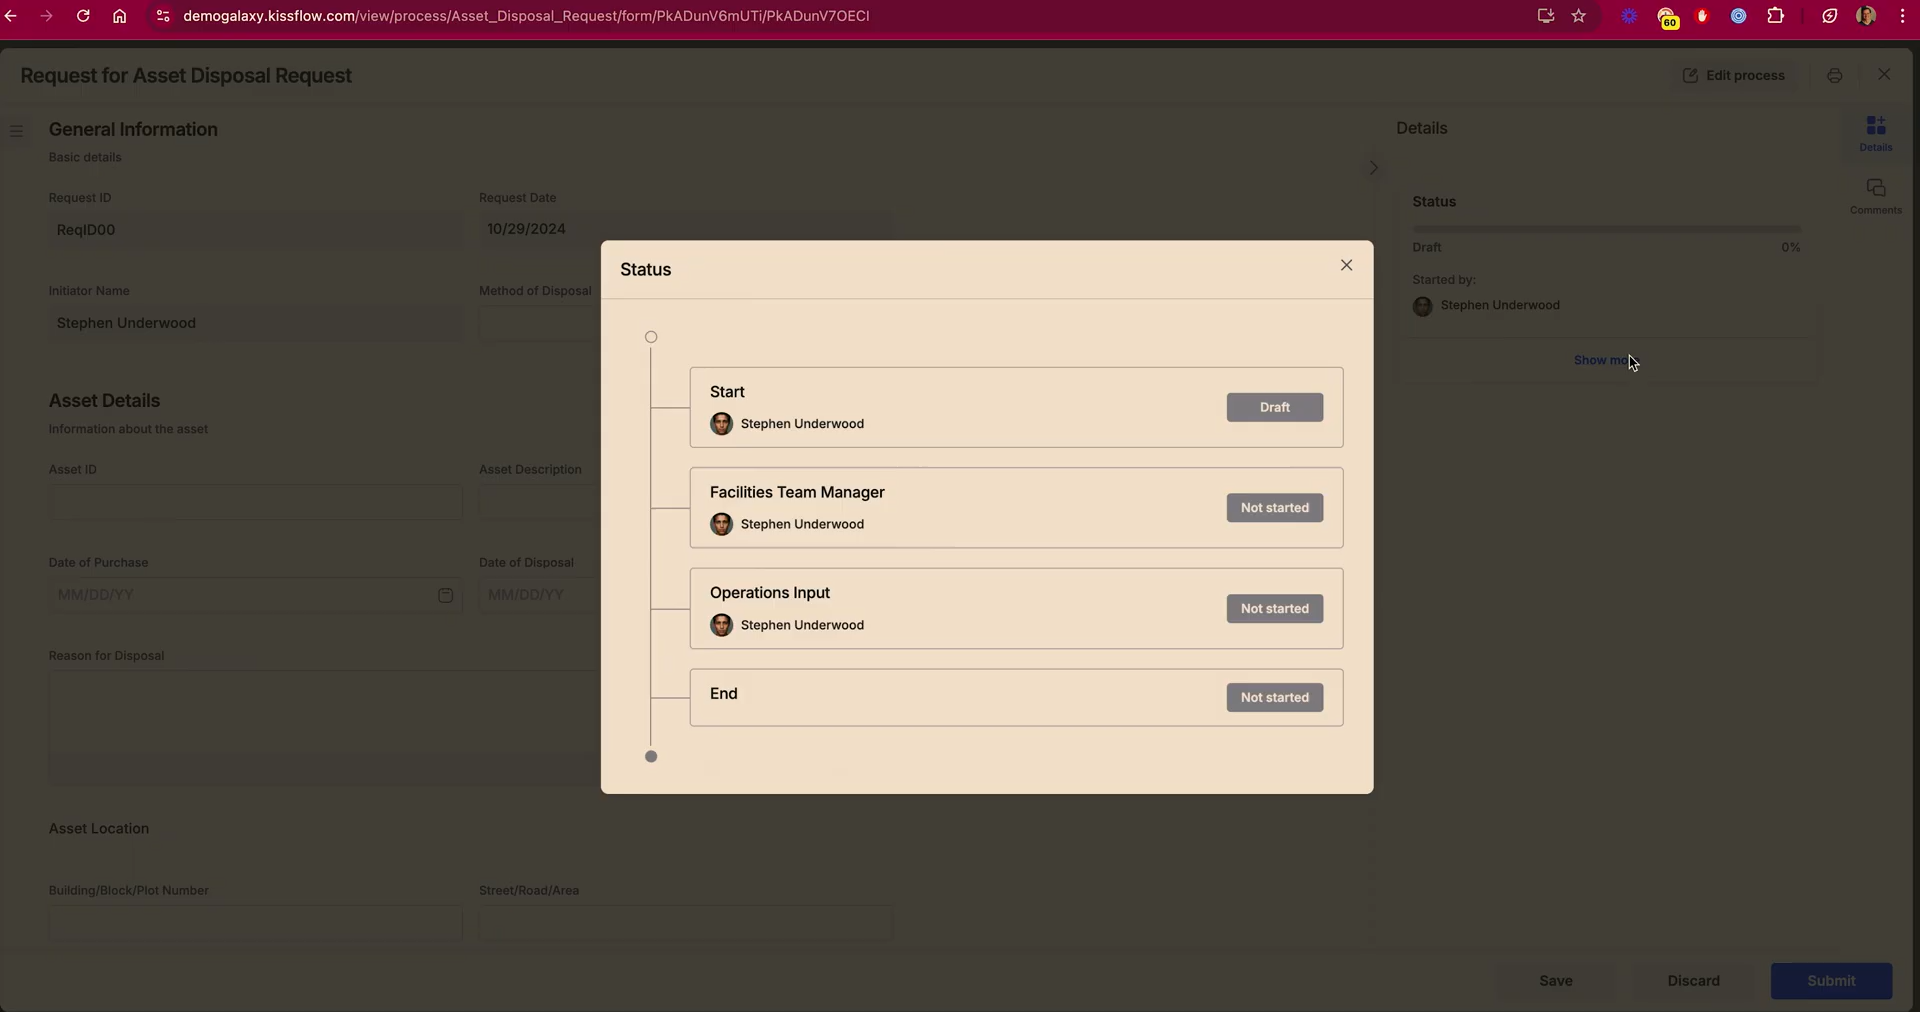 demogalaxy.kissflow.com/view/process/Asset_Disposal_Request/form/PkADunV6mUTi/PkADunV7OECI
60
Request for Asset Disposal Request
Edit process
General Information
Basic details
Request ID
Request Date
ReqID00
10/29/2024
Initiator Name
Method of Disposal
Stephen Underwood
Asset Details
Information about the asset
Asset ID
Asset Description
Date of Purchase
Date of Disposal
MM/DD/YY
MM/DD/YY
Reason for Disposal
Asset Location
Building/Block/Plot Number
Street/Road/Area
Status
Start
Stephen Underwood
Draft
Facilities Team Manager
Stephen Underwood
Not started
Operations Input
Stephen Underwood
Not started
End
Not started
Details
Status
Draft
0%
Started by:
Stephen Underwood
Show more
Details
Comments
Save
Discard
Submit